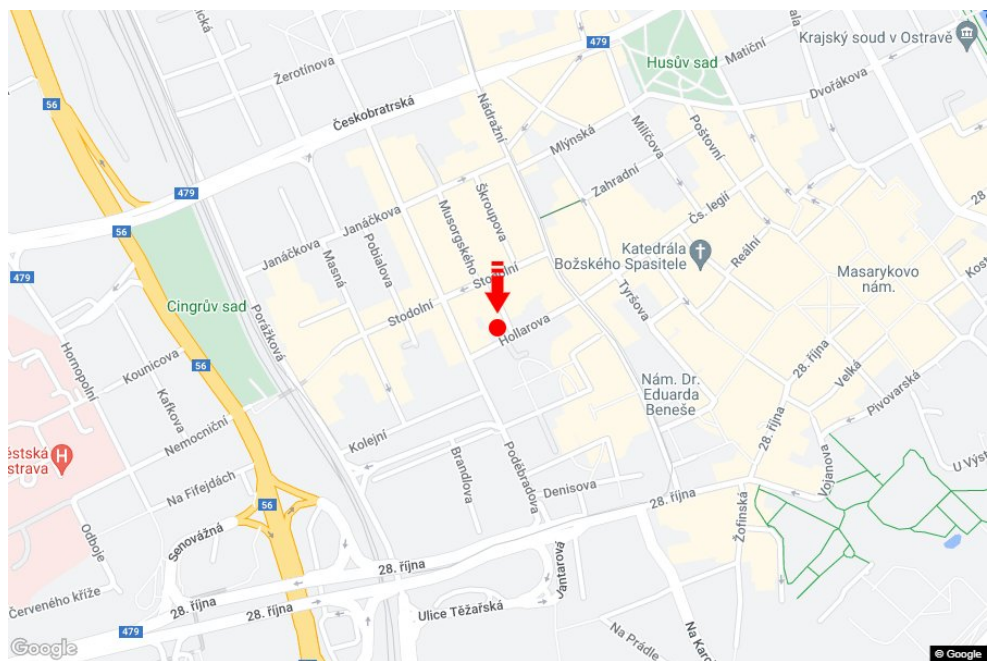 479
Krajský soud v Ostravě
Husův sad
Matiční
Dvořákova
Žerotínova
56
Českobratrská
Nádražní
Mlýnská
Milíčova
Poštovní
Zahradní
28.
479
Janáčkova
Janáčkova
Musorgského
Škroupova
Čs. legií
Reální
56
479
Masná
Pobialova
Katedrála
Božského Spasitele
Masarykovo
nám.
Cingrův sad
Porážková
Stodolní
Stodolní
Tyršova
Hollarova
Hornopolní
Kounicova
56
28. října
Velká
Nám. Dr.
Eduarda
Beneše
Pivovarská
Kafkova
Nemocniční
Kolejní
28. října
Vojanova
H
Brandlova
Poděbradova
Denisova
28. října
Na Fifejdách
56
Senovážná
Odboje
Žofínská
Jantarová
28. října
Červeného kříže
28. října
28. října
Ulice Těžařská
479
Na Prádle
Google
© Google